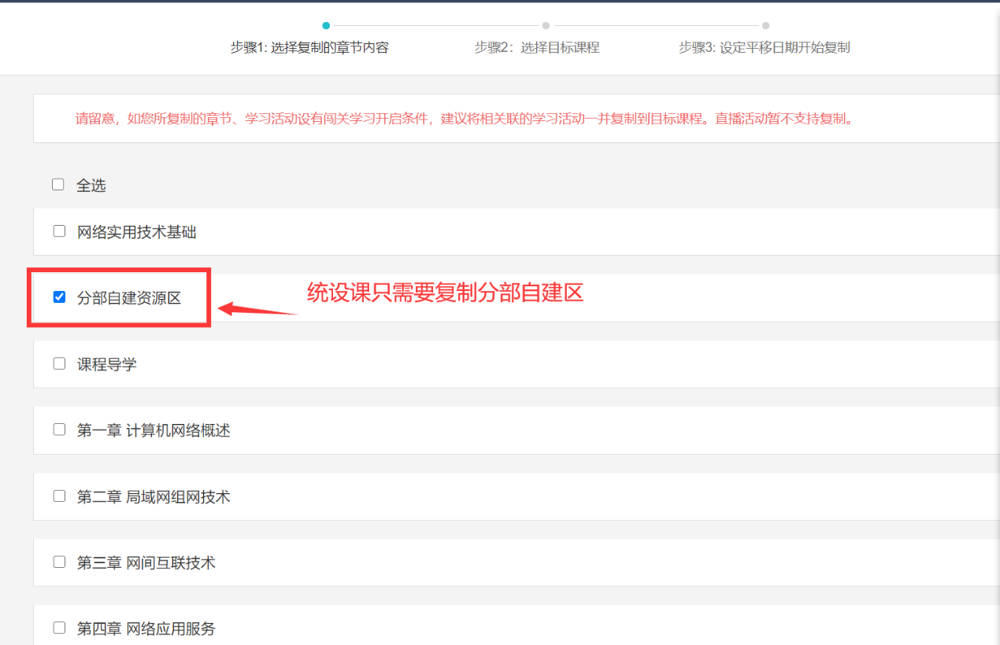 步骤1: 选择复制的章节内容
步骤2：选择目标课程
步骤3: 设定平移日期开始复制
请留意，如您所复制的章节、学习活动设有闯关学习开启条件，建议将相关联的学习活动一并复制到目标课程。直播活动暂不支持复制。
全选
网络实用技术基础
分部自建资源区
统设课只需要复制分部自建区
课程导学
第一章 计算机网络概述
第二章 局域网组网技术
第三章 网间互联技术
第四章 网络应用服务